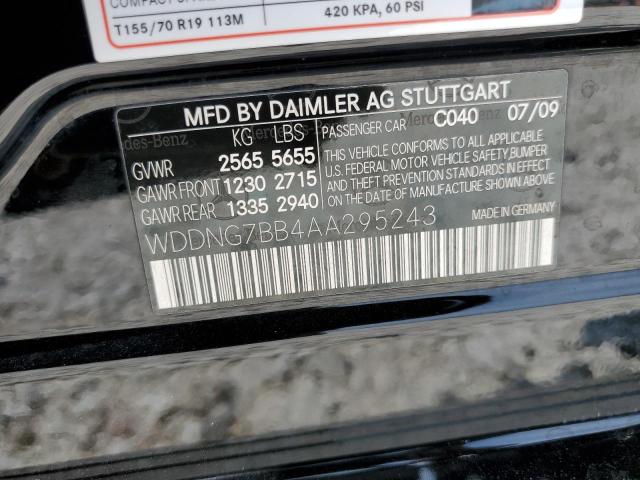 T155/70 R19 113M 420 KPA, 60 PSI
MFD BY DAIMLER AG STUTTGART
KG LBS PASSENGER CAR C040 07/09
GVWR 2565 5655
GAWR FRONT 1230 2715
GAWR REAR 1335 2940
THIS VEHICLE CONFORMS TO ALL APPLICABLE
U.S. FEDERAL MOTOR VEHICLE SAFETY, BUMPER
AND THEFT PREVENTION STANDARDS IN EFFECT
ON THE DATE OF MANUFACTURE SHOWN ABOVE.
WDDNG7BB4AA295243
MADE IN GERMANY